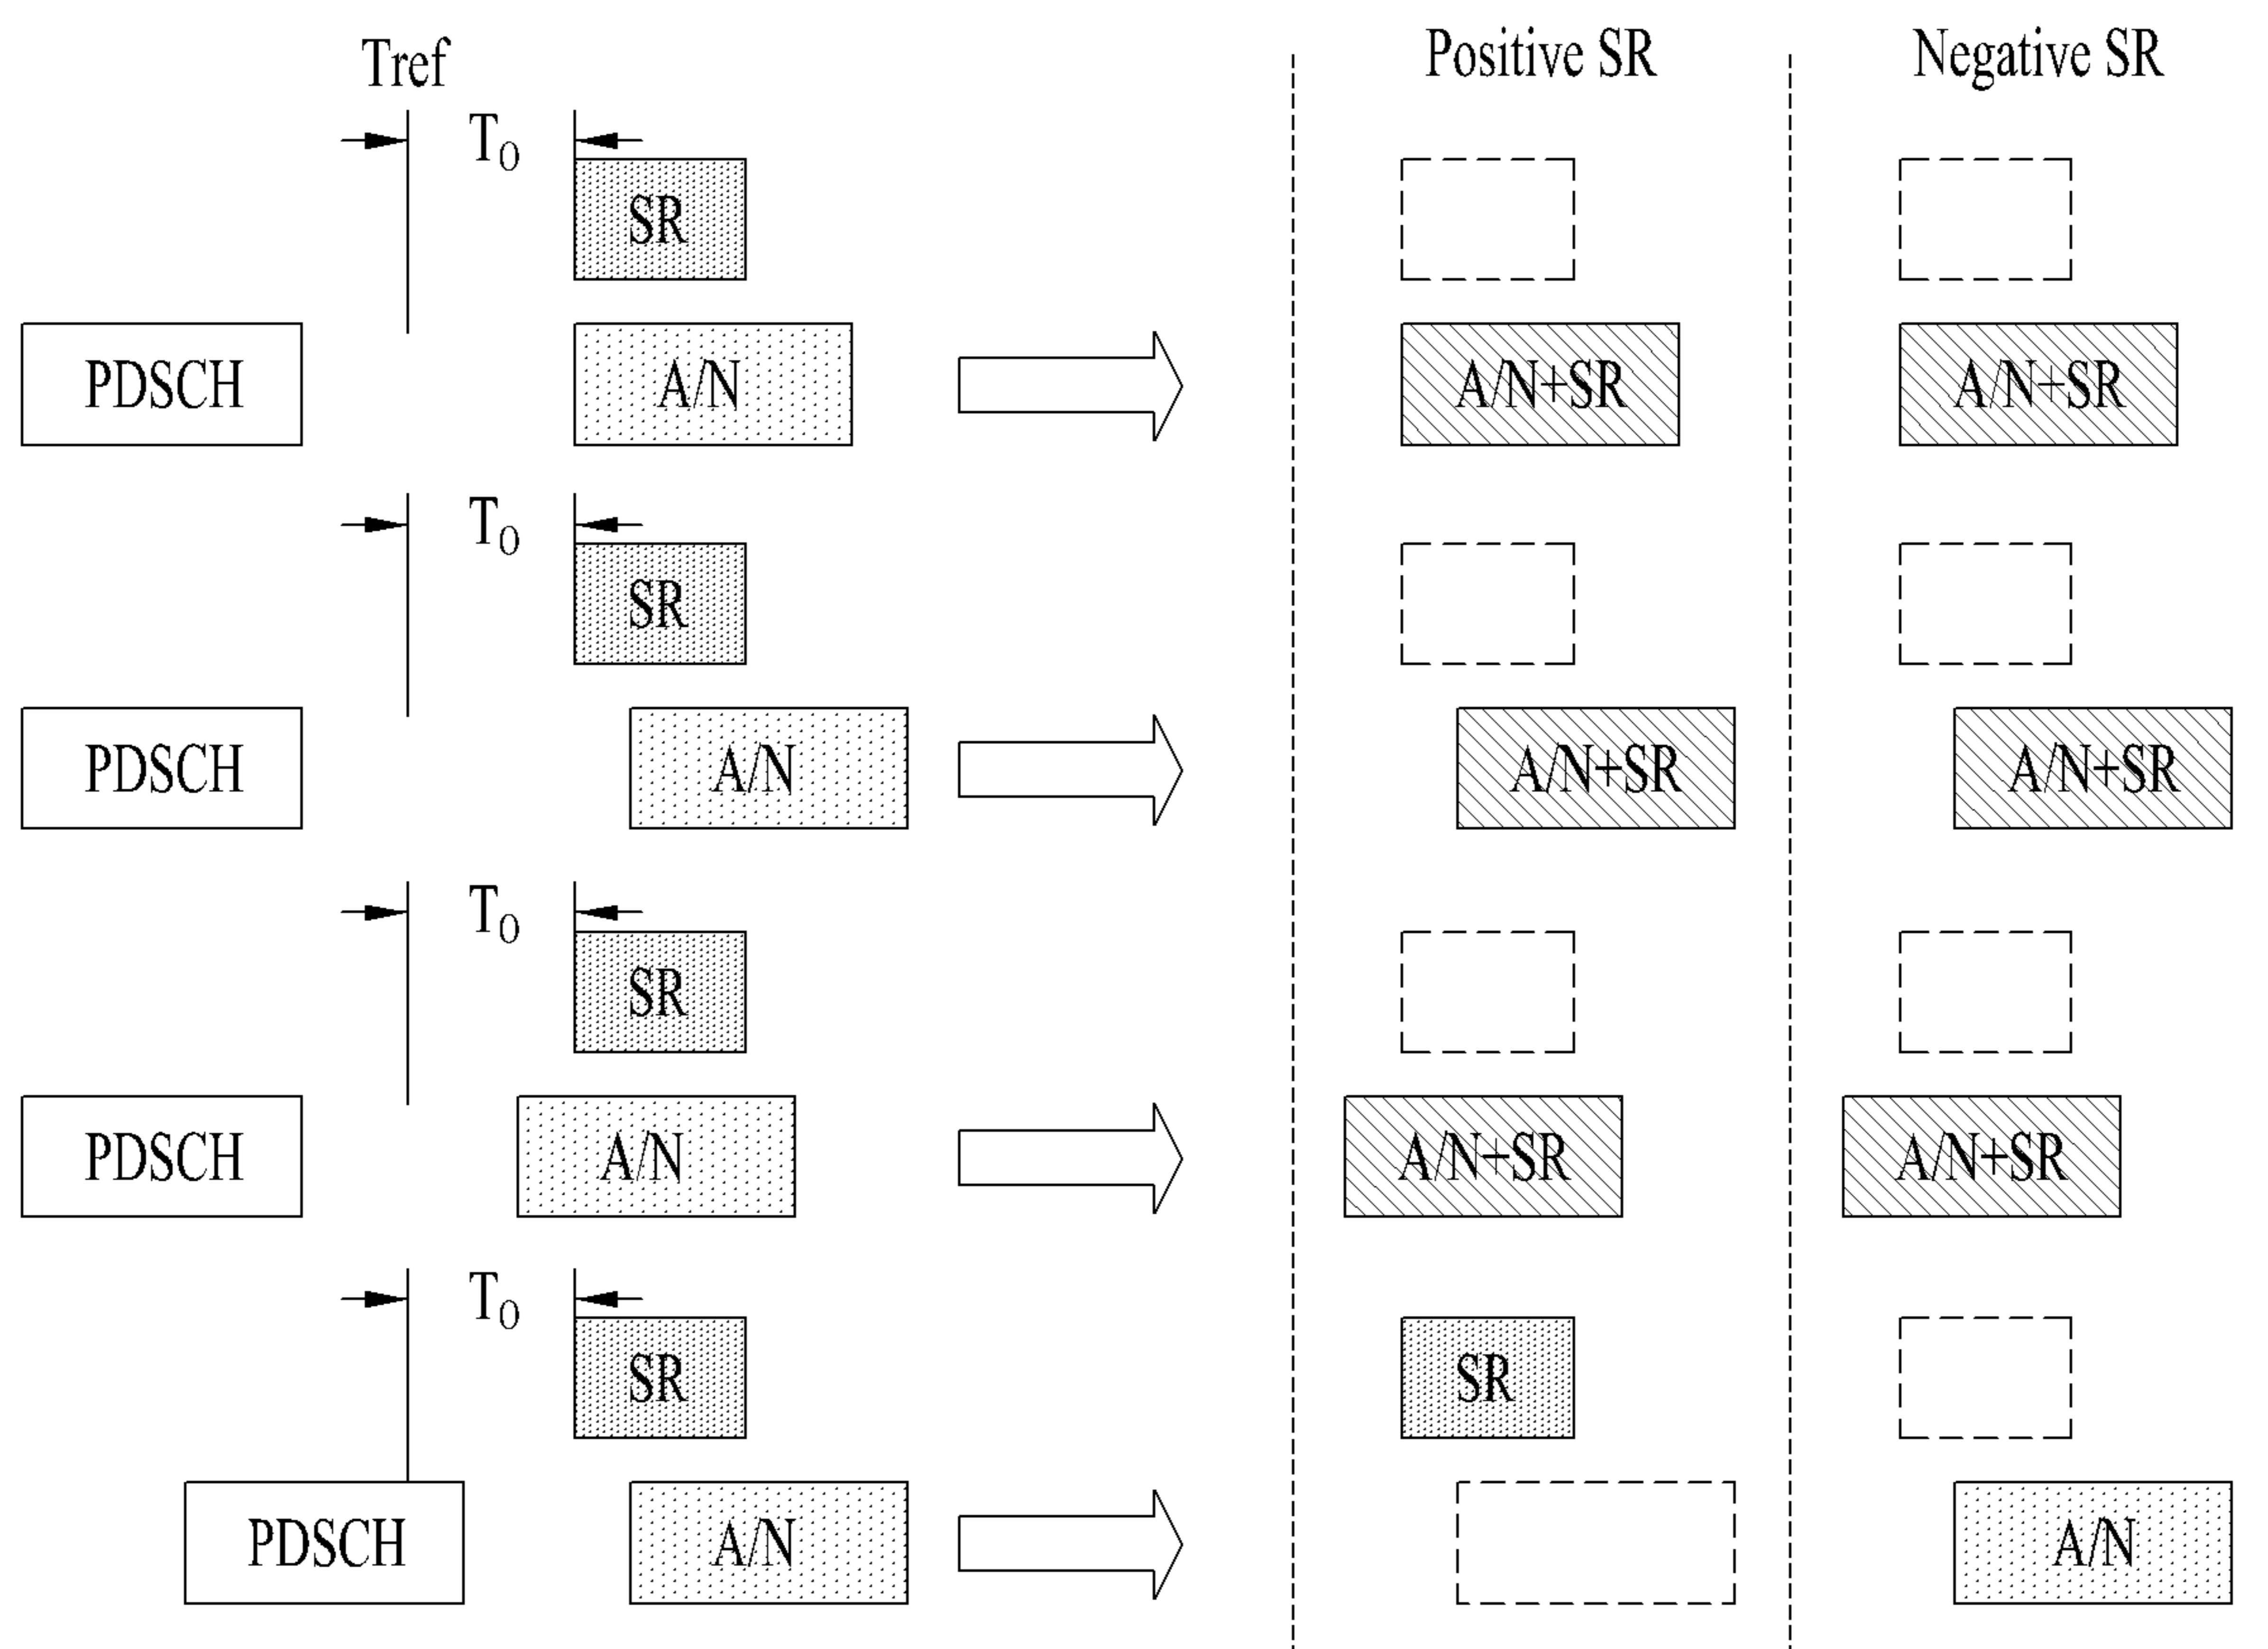 Tref Positive SR Negative SR
T0
SR
PDSCH A/N A/N+SR A/N+SR
T0
SR
PDSCH A/N A/N+SR A/N+SR
T0
SR
PDSCH A/N A/N+SR A/N+SR
T0
SR SR
PDSCH A/N A/N